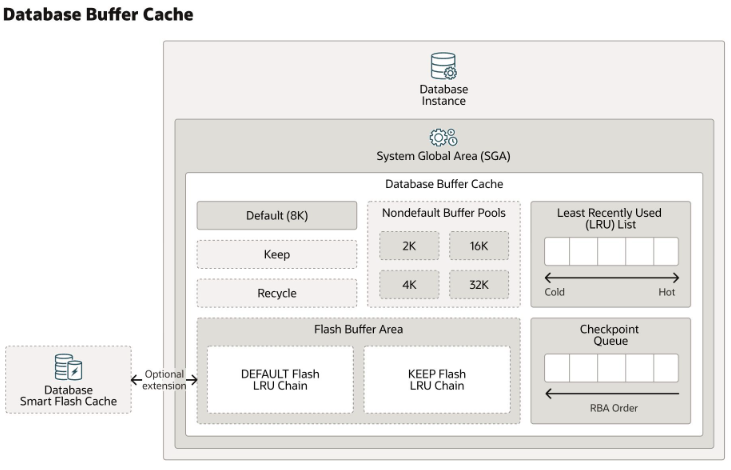 Database Buffer Cache
Database
Instance
System Global Area (SGA)
Database Buffer Cache
Default (8K)
Keep
Recycle
Nondefault Buffer Pools
2K
16K
4K
32K
Least Recently Used
(LRU) List
Cold
Hot
Flash Buffer Area
DEFAULT Flash
LRU Chain
KEEP Flash
LRU Chain
Checkpoint
Queue
RBA Order
Optional
extension
Database
Smart Flash Cache